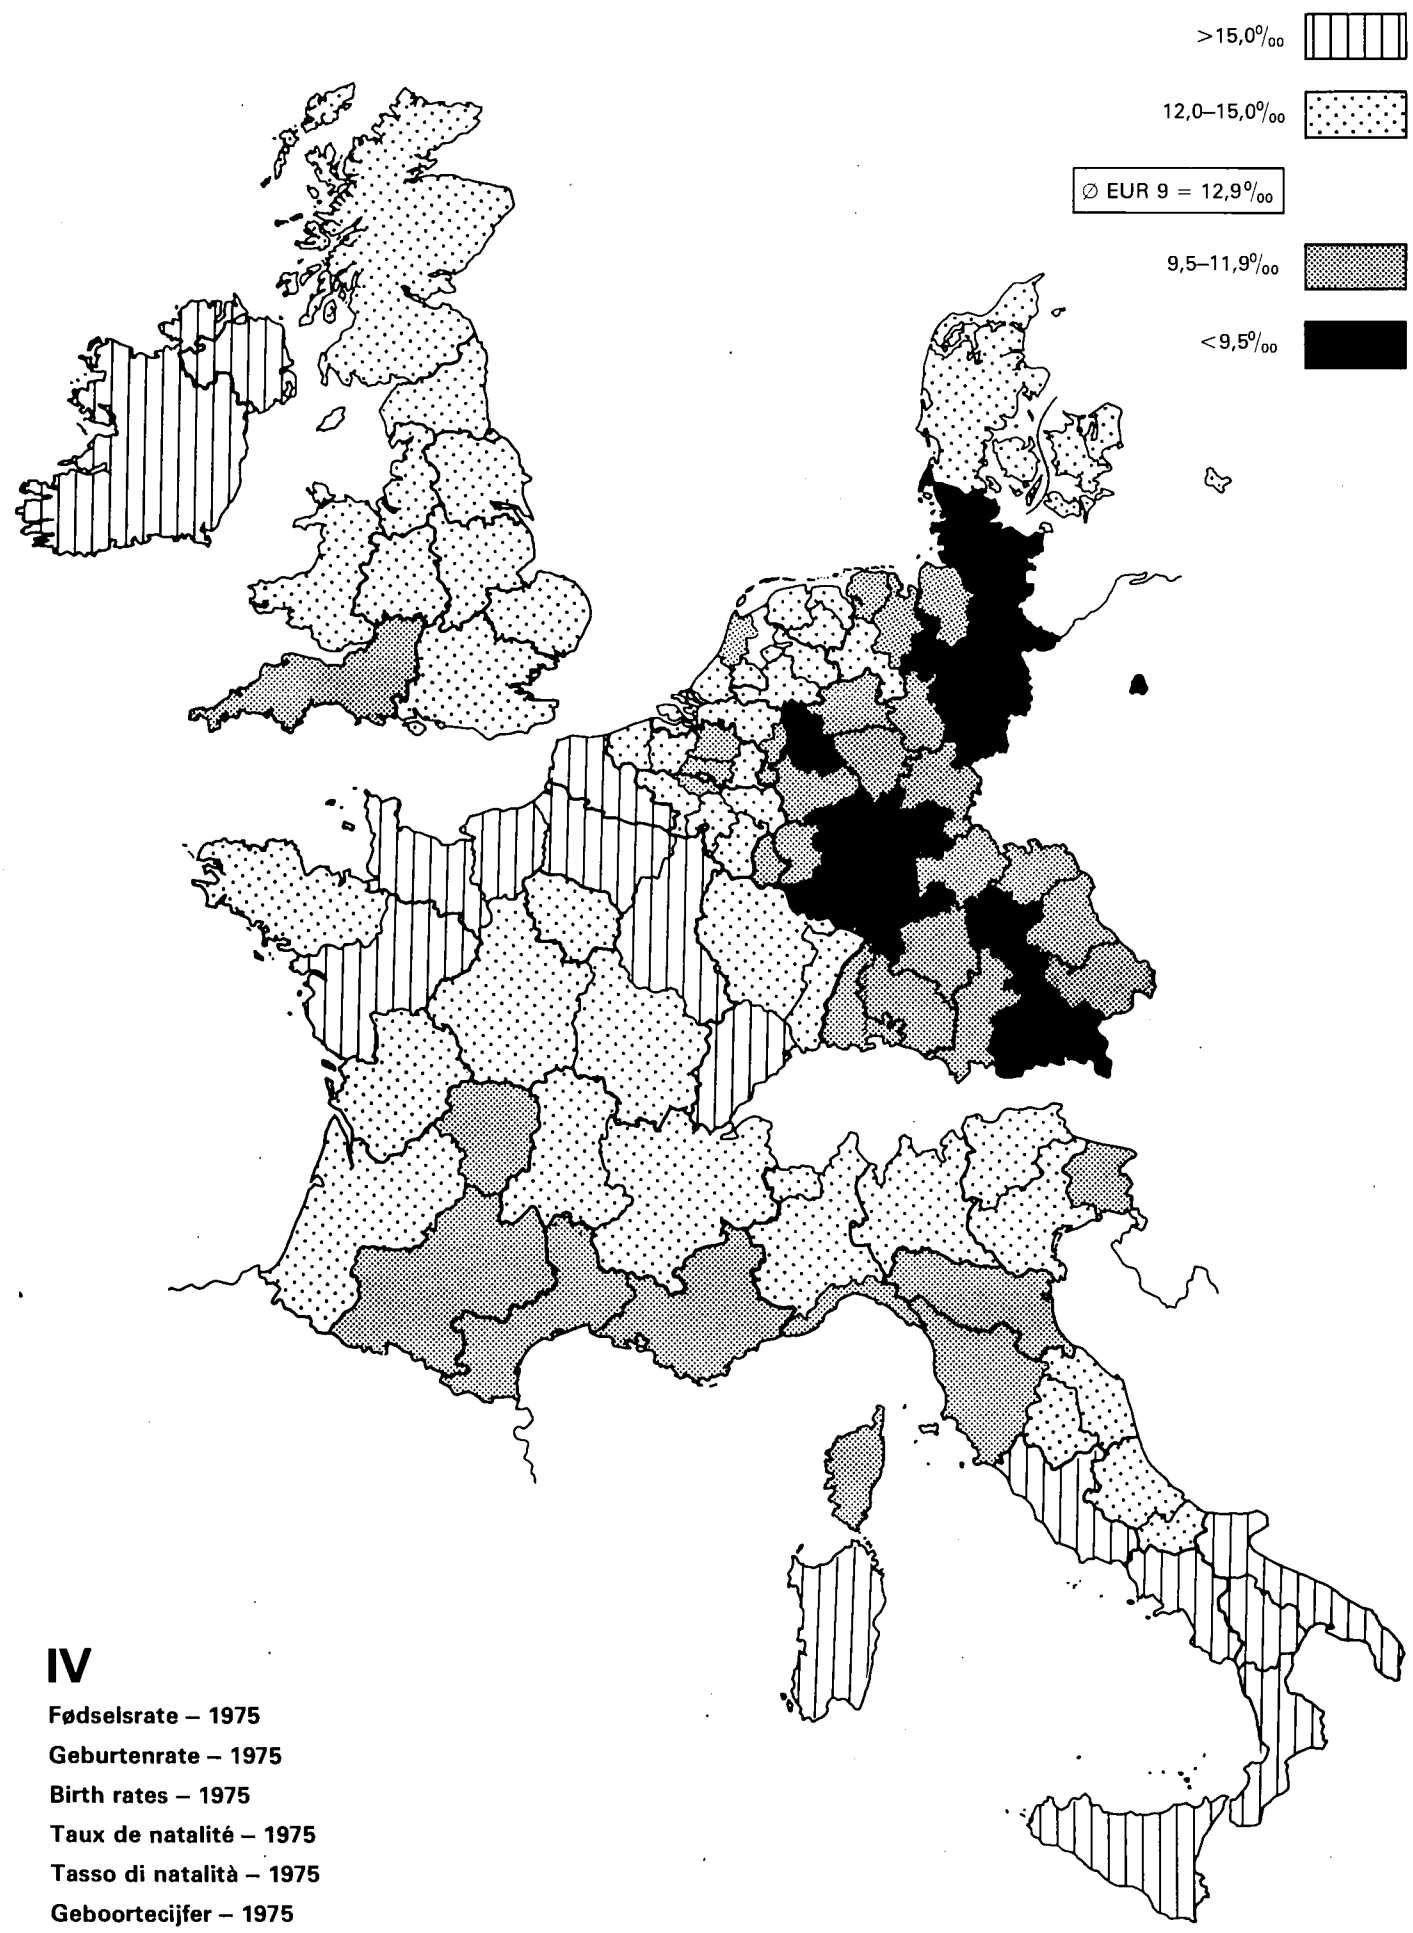 >15,0‰
12,0–15,0‰
∅ EUR 9 = 12,9‰
9,5–11,9‰
<9,5‰
IV
Fødselsrate – 1975
Geburtenrate – 1975
Birth rates – 1975
Taux de natalité – 1975
Tasso di natalità – 1975
Geboortecijfer – 1975